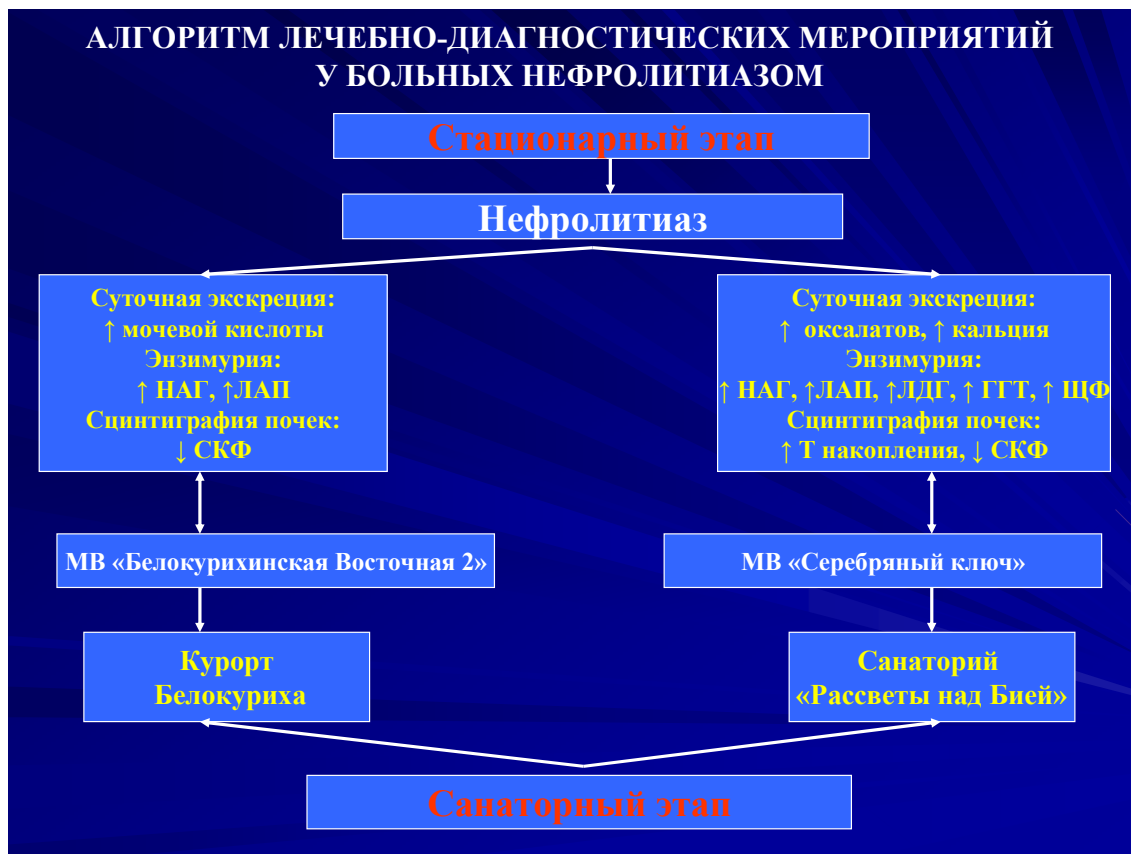 АЛГОРИТМ ЛЕЧЕБНО-ДИАГНОСТИЧЕСКИХ МЕРОПРИЯТИЙ
У БОЛЬНЫХ НЕФРОЛИТИАЗОМ
Стационарный этап
Нефролитиаз
Суточная экскреция:
↑ мочевой кислоты
Энзимурия:
↑ НАГ, ↑ЛАП
Сцинтиграфия почек:
↓ СКФ
Суточная экскреция:
↑ оксалатов, ↑ кальция
Энзимурия:
↑ НАГ, ↑ЛАП, ↑ЛДГ, ↑ ГГТ, ↑ ЩФ
Сцинтиграфия почек:
↑ Т накопления, ↓ СКФ
МВ «Белокурихинская Восточная 2»
МВ «Серебряный ключ»
Курорт
Белокуриха
Санаторий
«Рассветы над Бией»
Санаторный этап